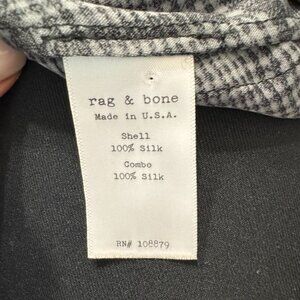 rag & bone
Made in U.S.A.
Shell
100% Silk
Combo
100% Silk
RN# 108879